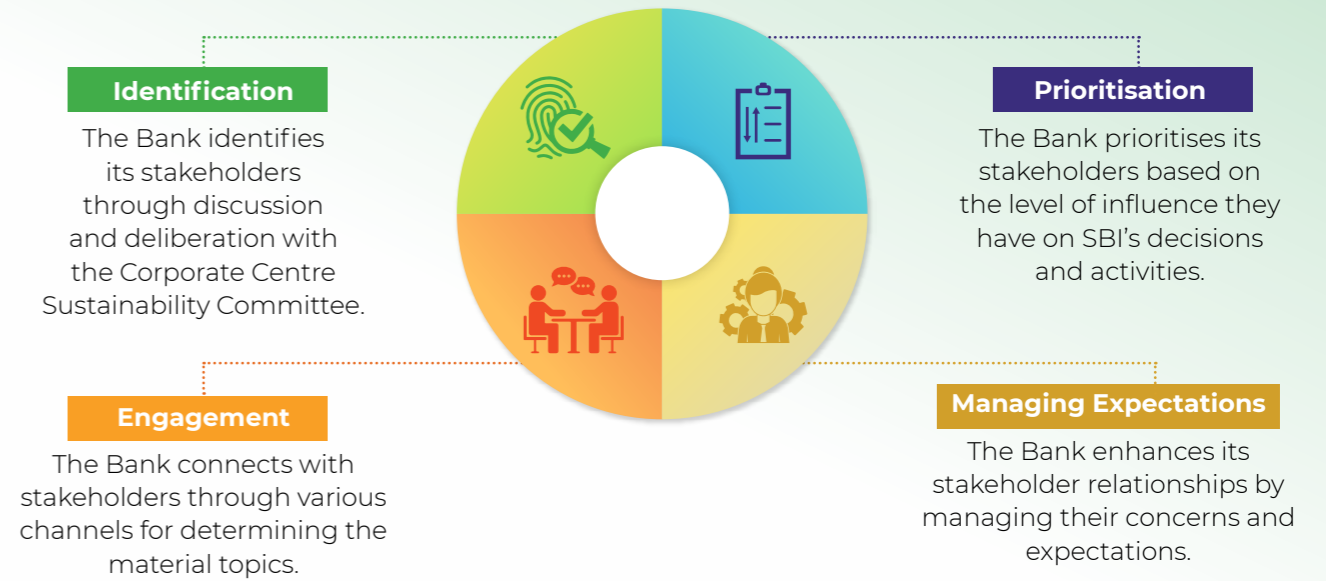 Identification
The Bank identifies
its stakeholders
through discussion
and deliberation with
the Corporate Centre
Sustainability Committee.
Prioritisation
The Bank prioritises its
stakeholders based on
the level of influence they
have on SBI’s decisions
and activities.
Engagement
The Bank connects with
stakeholders through various
channels for determining the
material topics.
Managing Expectations
The Bank enhances its
stakeholder relationships by
managing their concerns and
expectations.